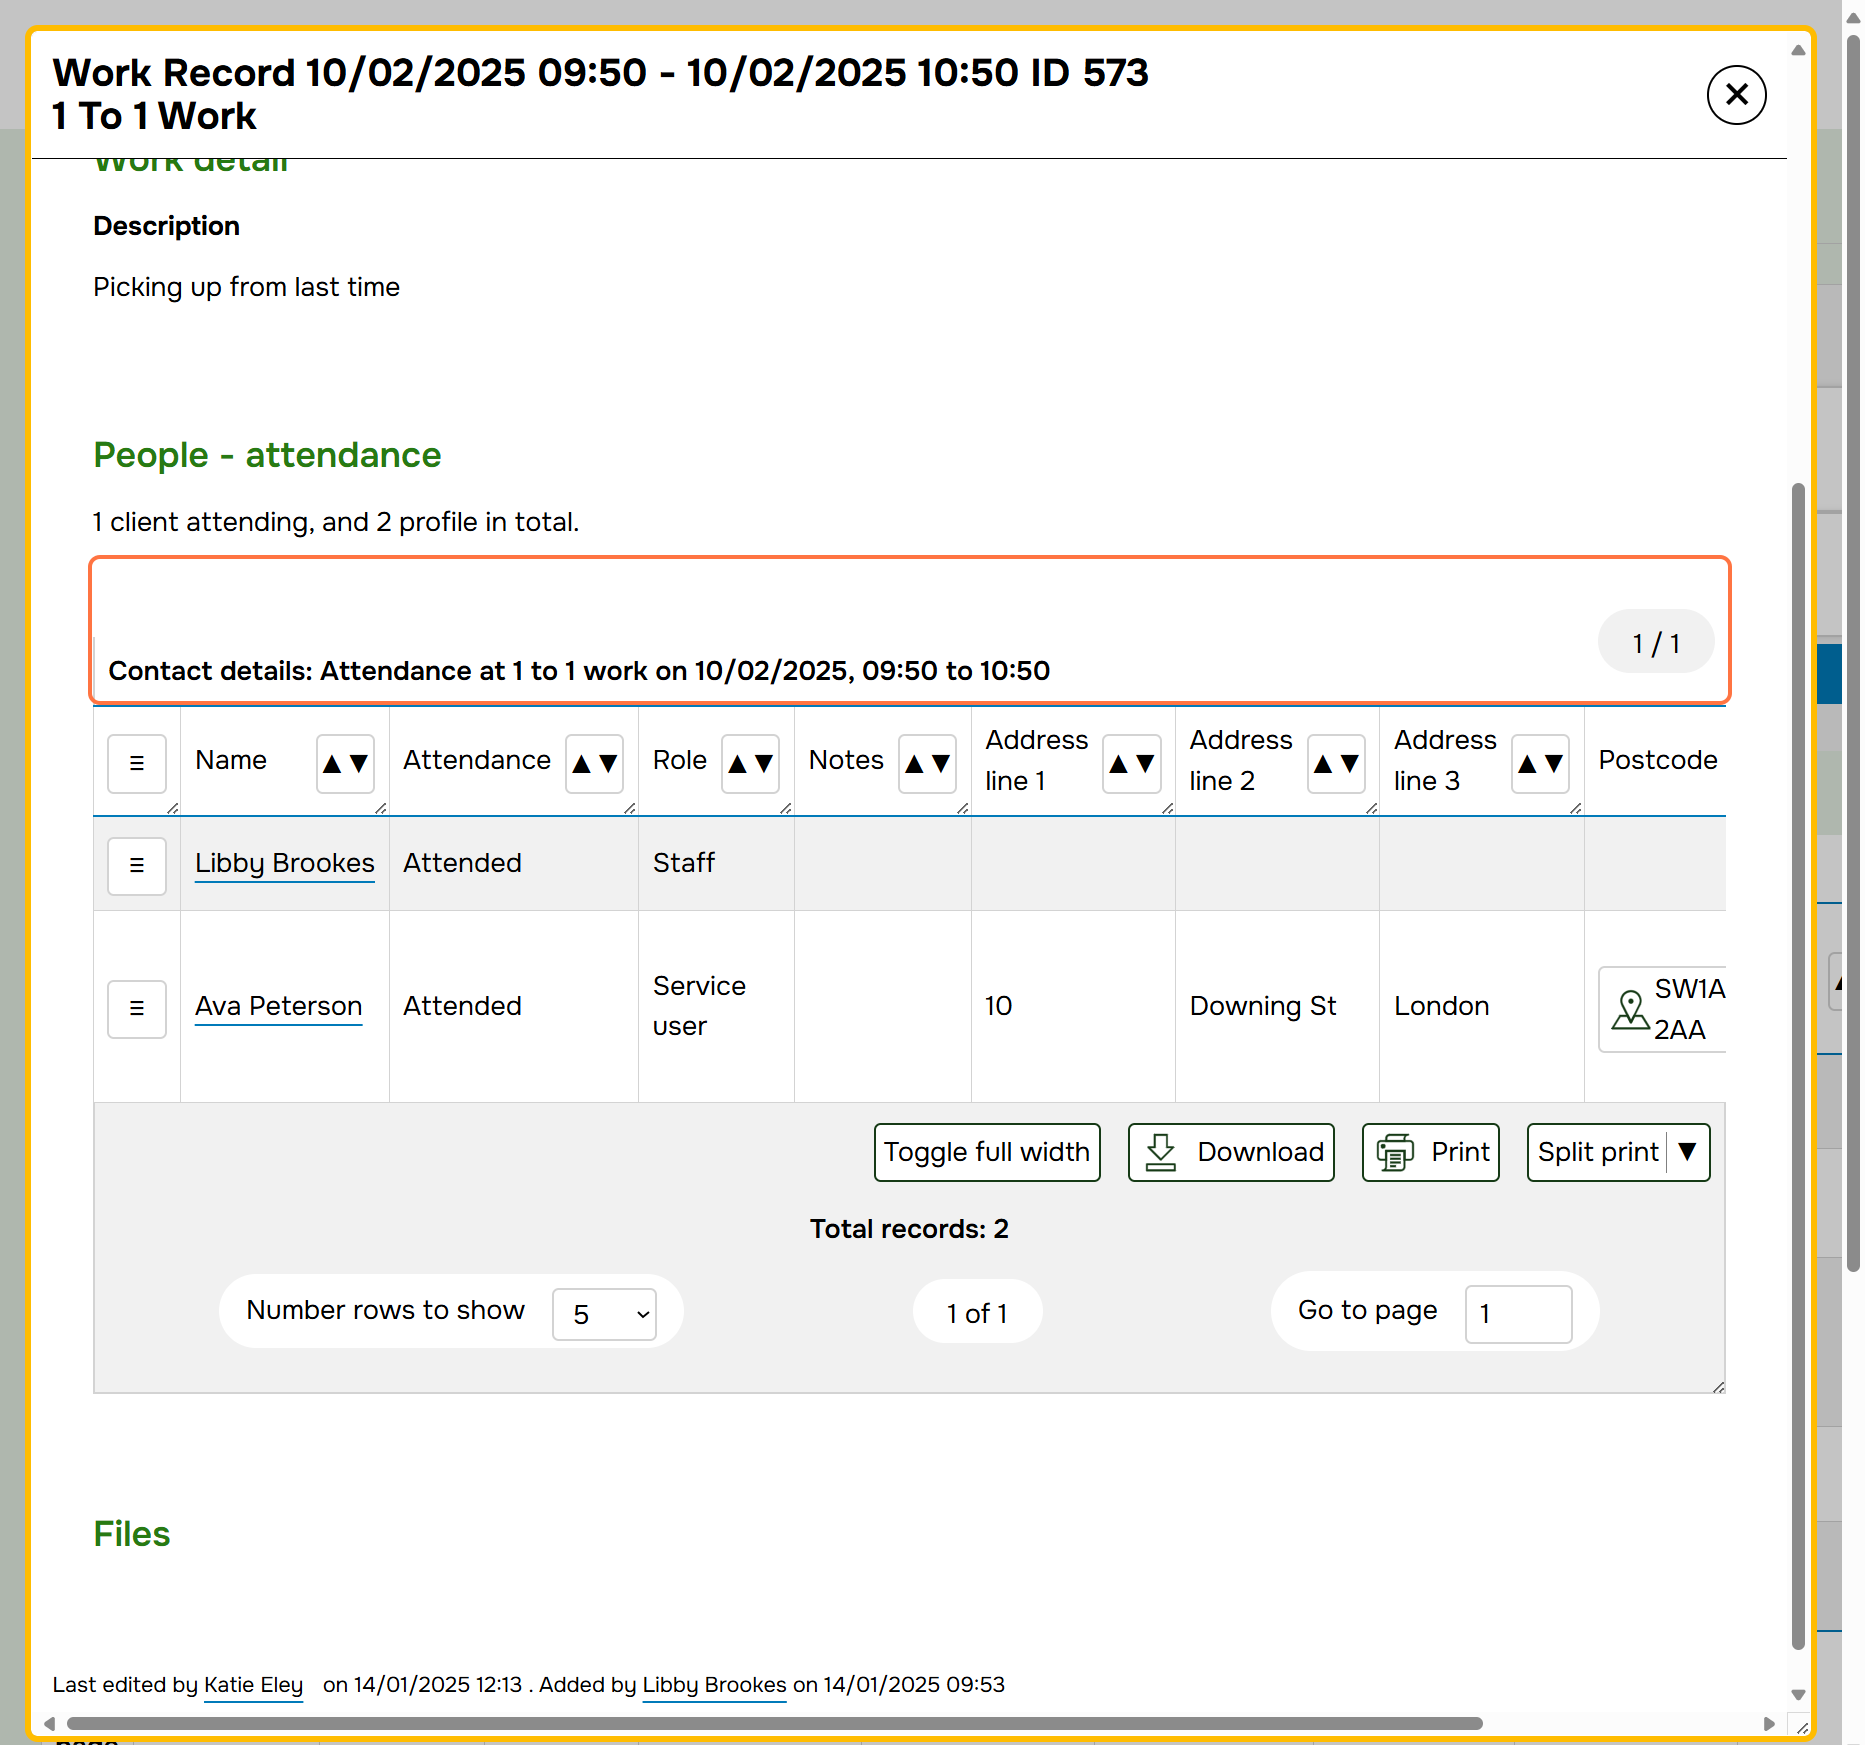 Work Record 10/02/2025 09:50 - 10/02/2025 10:50 ID 573
1 To 1 Work
Work detail
Description
Picking up from last time
People - attendance
1 client attending, and 2 profile in total.
1 / 1
Contact details: Attendance at 1 to 1 work on 10/02/2025, 09:50 to 10:50
Name ▲▼ Attendance ▲▼ Role ▲▼ Notes ▲▼ Address line 1 ▲▼ Address line 2 ▲▼ Address line 3 ▲▼ Postcode
Libby Brookes Attended Staff
Ava Peterson Attended Service user 10 Downing St London SW1A 2AA
Toggle full width Download Print Split print ▼
Total records: 2
Number rows to show 5 1 of 1 Go to page 1
Files
Last edited by Katie Eley on 14/01/2025 12:13 . Added by Libby Brookes on 14/01/2025 09:53